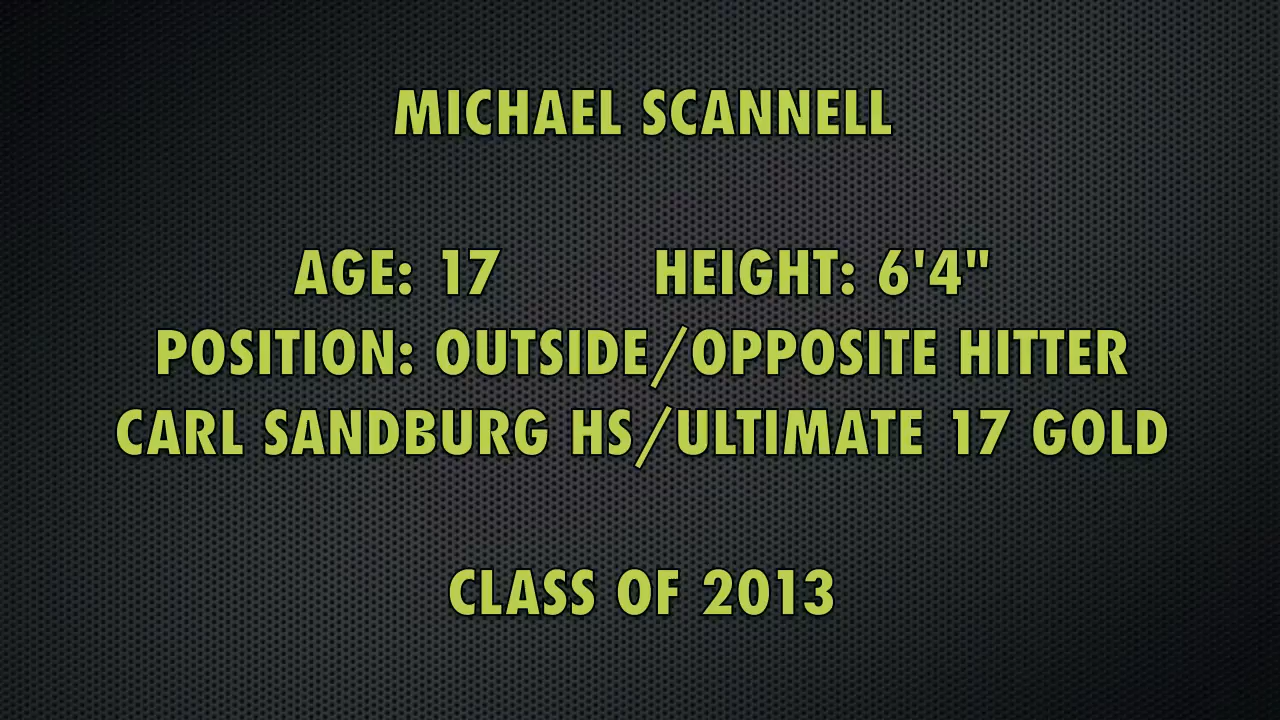 MICHAEL SCANNELL
AGE: 17 HEIGHT: 6'4"
POSITION: OUTSIDE/OPPOSITE HITTER
CARL SANDBURG HS/ULTIMATE 17 GOLD
CLASS OF 2013